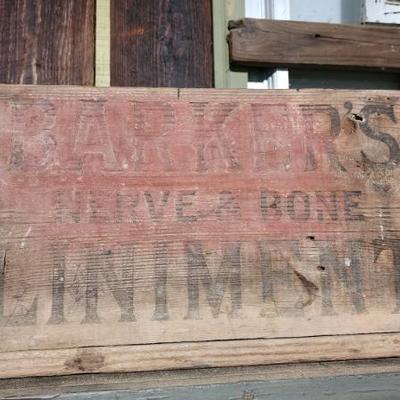 BARKER'S
NERVE & BONE
LINIMENT